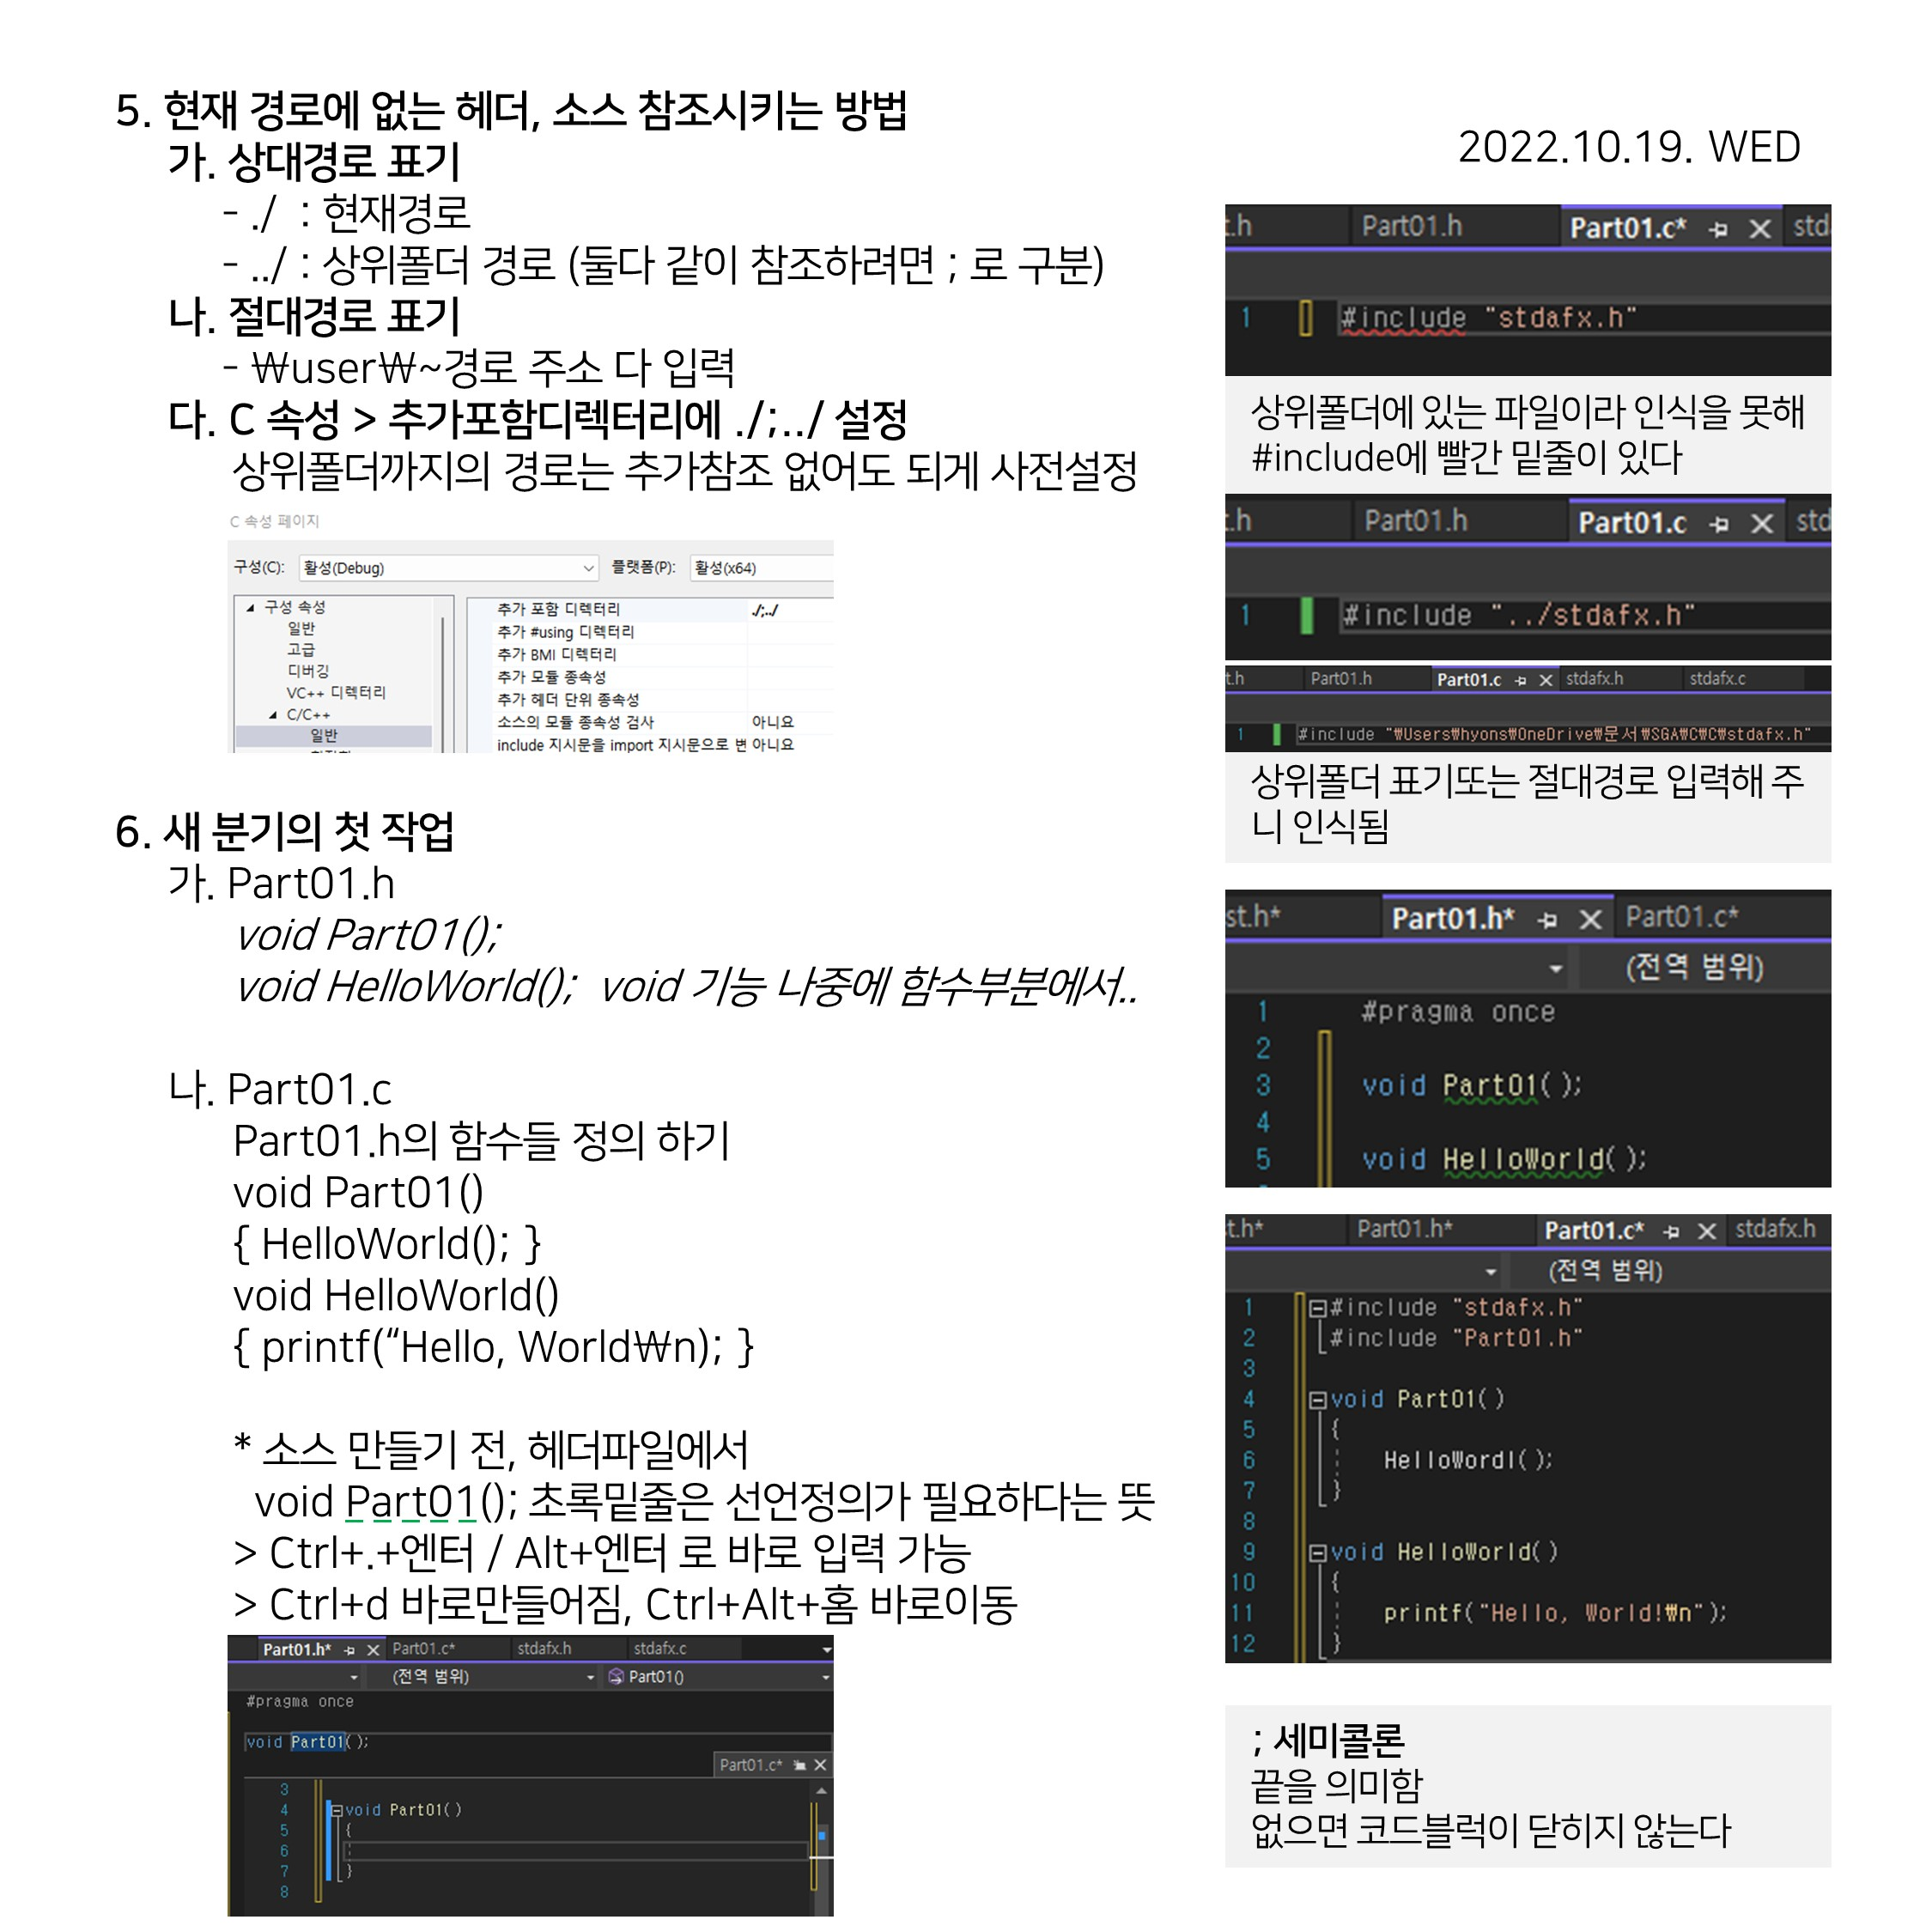 5. 현재 경로에 없는 헤더, 소스 참조시키는 방법
가. 상대경로 표기
- ./ : 현재경로
- ../ : 상위폴더 경로 (둘다 같이 참조하려면 ; 로 구분)
나. 절대경로 표기
- ₩user₩~경로 주소 다 입력
다. C 속성 > 추가포함디렉터리에 ./;../ 설정
상위폴더까지의 경로는 추가참조 없어도 되게 사전설정
C 속성 페이지
구성(C): 활성(Debug) 플랫폼(P): 활성(x64)
구성 속성
일반
고급
디버깅
VC++ 디렉터리
C/C++
일반
추가 포함 디렉터리 ./;../
추가 #using 디렉터리
추가 BMI 디렉터리
추가 모듈 종속성
추가 헤더 단위 종속성
소스의 모듈 종속성 검사 아니요
include 지시문을 import 지시문으로 변 아니요
6. 새 분기의 첫 작업
가. Part01.h
void Part01();
void HelloWorld(); void 기능 나중에 함수부분에서..
나. Part01.c
Part01.h의 함수들 정의 하기
void Part01()
{ HelloWorld(); }
void HelloWorld()
{ printf(“Hello, World₩n); }
* 소스 만들기 전, 헤더파일에서
void Part01(); 초록밑줄은 선언정의가 필요하다는 뜻
> Ctrl+.+엔터 / Alt+엔터 로 바로 입력 가능
> Ctrl+d 바로만들어짐, Ctrl+Alt+홈 바로이동
Part01.h* Part01.c* stdafx.h stdafx.c
(전역 범위) Part01()
#pragma once
void Part01();
Part01.c*
3
4 void Part01()
5 {
6
7 }
8
2022.10.19. WED
t.h Part01.h Part01.c* std
1 #include "stdafx.h"
상위폴더에 있는 파일이라 인식을 못해
#include에 빨간 밑줄이 있다
t.h Part01.h Part01.c std
1 #include "../stdafx.h"
t.h Part01.h Part01.c stdafx.h stdafx.c
1 #include "₩Users₩hyons₩OneDrive₩문서₩SGA₩C₩C₩stdafx.h"
상위폴더 표기또는 절대경로 입력해 주
니 인식됨
st.h* Part01.h* Part01.c*
(전역 범위)
1 #pragma once
2
3 void Part01();
4
5 void HelloWorld();
t.h* Part01.h* Part01.c* stdafx.h
(전역 범위)
1 #include "stdafx.h"
2 #include "Part01.h"
3
4 void Part01()
5 {
6 HelloWordl();
7 }
8
9 void HelloWorld()
10 {
11 printf("Hello, World!₩n");
12 }
; 세미콜론
끝을 의미함
없으면 코드블럭이 닫히지 않는다